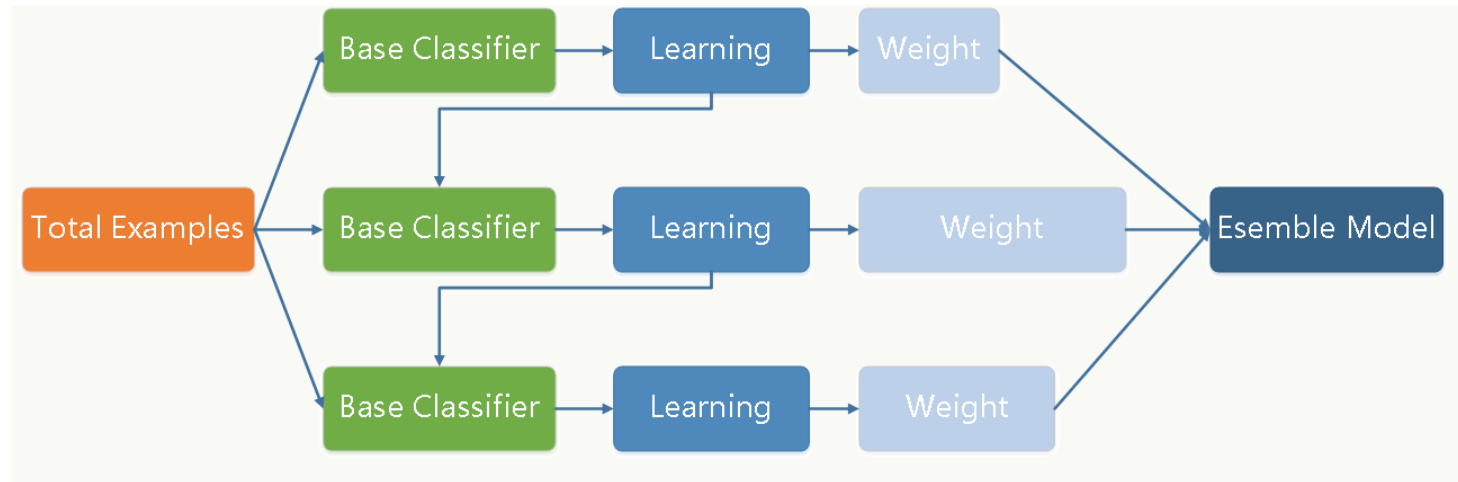 Base Classifier
Learning
Weight
Total Examples
Base Classifier
Learning
Weight
Esemble Model
Base Classifier
Learning
Weight